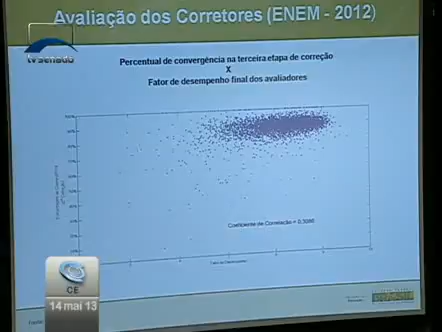 Avaliação dos Corretores (ENEM - 2012)
tv senado
Percentual de convergência na terceira etapa de correção
X
Fator de desempenho final dos avaliadores
Coeficiente de Correlação = 0,3086
CE
14 mai 13
BRASIL